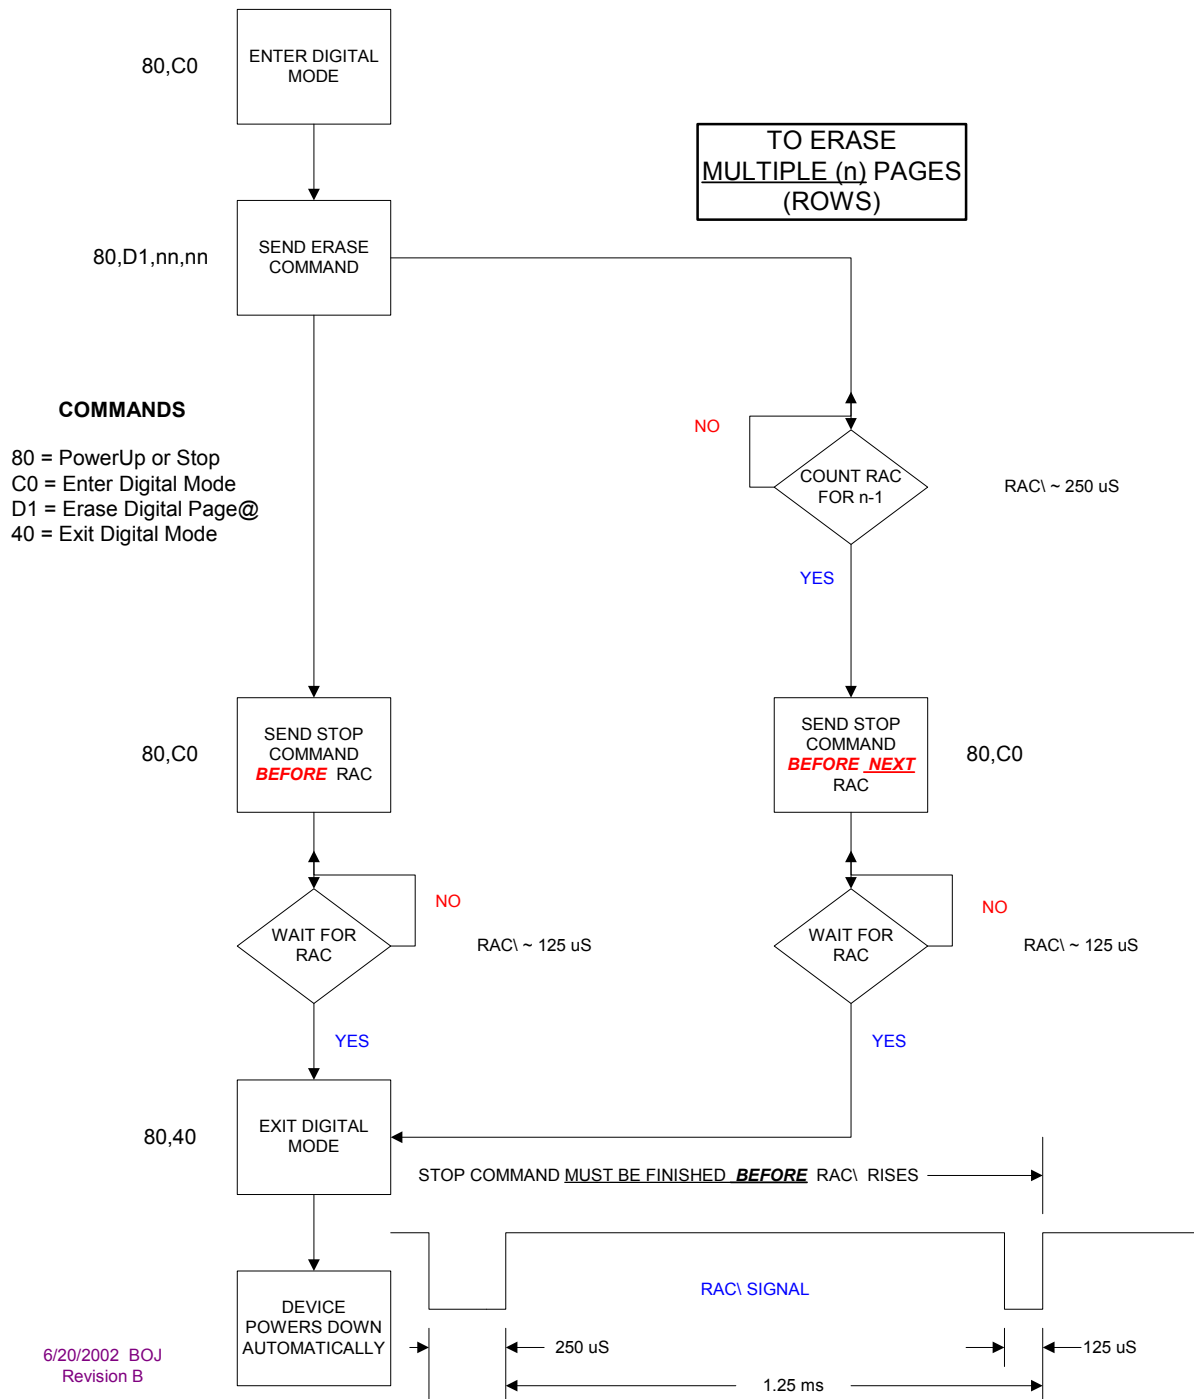 80,C0
ENTER DIGITAL
MODE
TO ERASE
MULTIPLE (n) PAGES
(ROWS)
80,D1,nn,nn
SEND ERASE
COMMAND
COMMANDS
80 = PowerUp or Stop
C0 = Enter Digital Mode
D1 = Erase Digital Page@
40 = Exit Digital Mode
NO
COUNT RAC
FOR n-1
RAC\ ~ 250 uS
YES
80,C0
SEND STOP
COMMAND
BEFORE RAC
SEND STOP
COMMAND
BEFORE NEXT
RAC
80,C0
WAIT FOR
RAC
NO
RAC\ ~ 125 uS
YES
WAIT FOR
RAC
NO
RAC\ ~ 125 uS
YES
80,40
EXIT DIGITAL
MODE
STOP COMMAND MUST BE FINISHED BEFORE RAC\ RISES
RAC\ SIGNAL
DEVICE
POWERS DOWN
AUTOMATICALLY
250 uS
125 uS
1.25 ms
6/20/2002 BOJ
Revision B